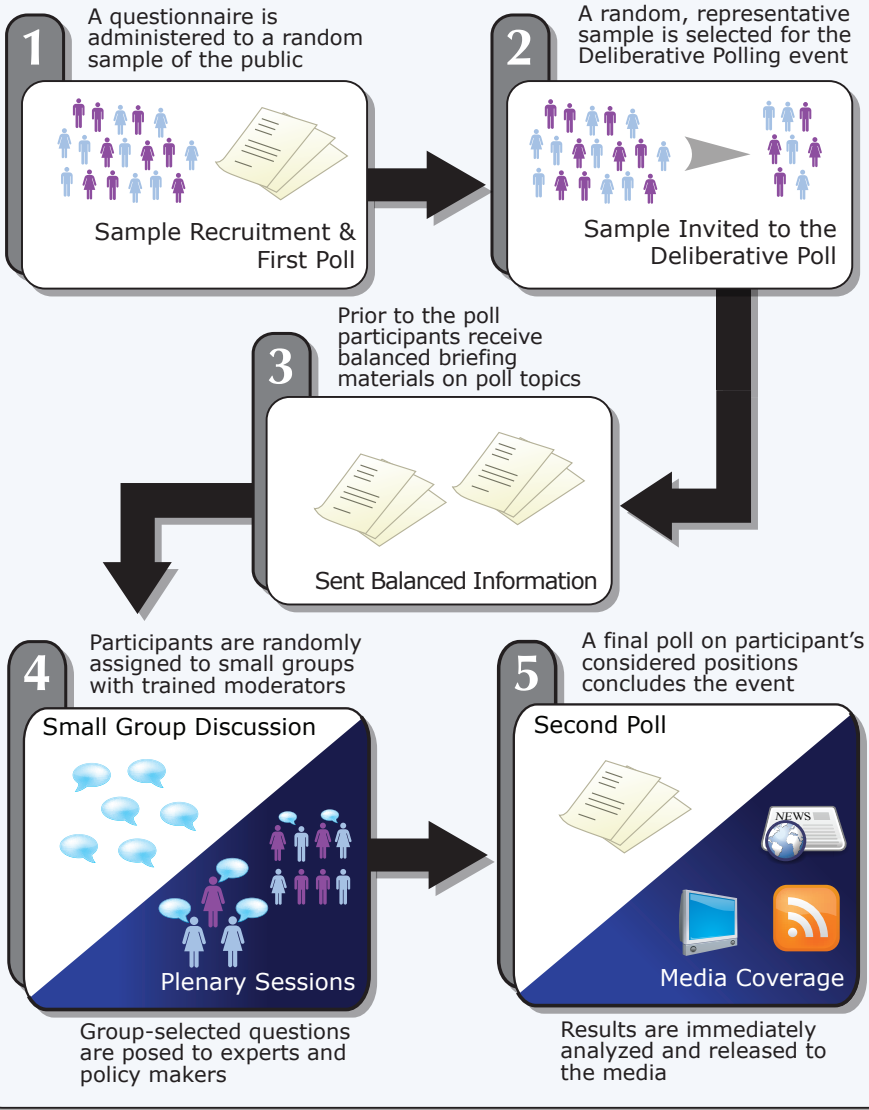 1
A questionnaire is
administered to a random
sample of the public
Sample Recruitment &
First Poll
2
A random, representative
sample is selected for the
Deliberative Polling event
Sample Invited to the
Deliberative Poll
3
Prior to the poll
participants receive
balanced briefing
materials on poll topics
Sent Balanced Information
4
Participants are randomly
assigned to small groups
with trained moderators
Small Group Discussion
Plenary Sessions
Group-selected questions
are posed to experts and
policy makers
5
A final poll on participant's
considered positions
concludes the event
Second Poll
NEWS
Media Coverage
Results are immediately
analyzed and released to
the media